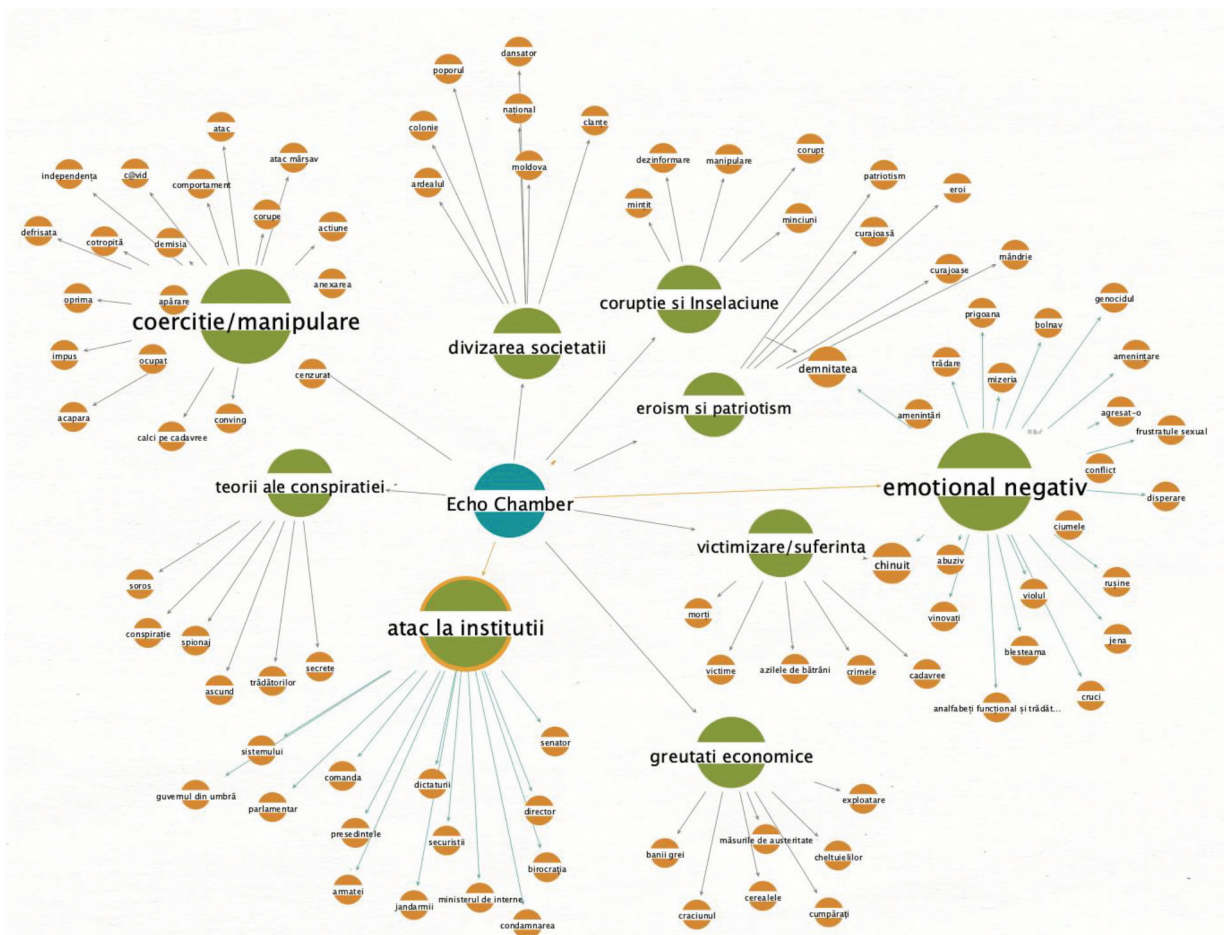 dansator
poporul
național
clante
colonie
moldova
ardealul
atac
atac mârșav
independența
c@vid
comportament
corupe
actiune
defrisata
cotropită
demisia
anexarea
oprima
apărare
coercitie/manipulare
impus
ocupat
cenzurat
acapara
calci pe cadavree
conving
divizarea societatii
dezinformare
manipulare
corupt
mințit
minciuni
coruptie si Inselaciune
patriotism
eroi
curajoasă
curajoase
mândrie
demnitatea
eroism si patriotism
genocidul
prigoana
bolnav
trădare
mizeria
amenințare
amenințări
agresat-o
frustratule sexual
conflict
emotional negativ
disperare
ciumele
chinuit
abuziv
rușine
vinovati
violul
jena
blesteama
cruci
analfabeți funcțional și trădăt...
teorii ale conspiratiei
Echo Chamber
victimizare/suferinta
soros
conspiratie
spionaj
ascund
trădătorilor
secrete
morți
victime
azilele de bătrâni
crimele
cadavree
atac la institutii
sistemului
guvernul din umbră
parlamentar
comanda
dictaturii
senator
director
presedintele
securistii
birocrația
armatei
jandarmii
ministerul de interne
condamnarea
greutati economice
exploatare
banii grei
măsurile de austeritate
cheltuielilor
craciunul
cerealele
cumpărați